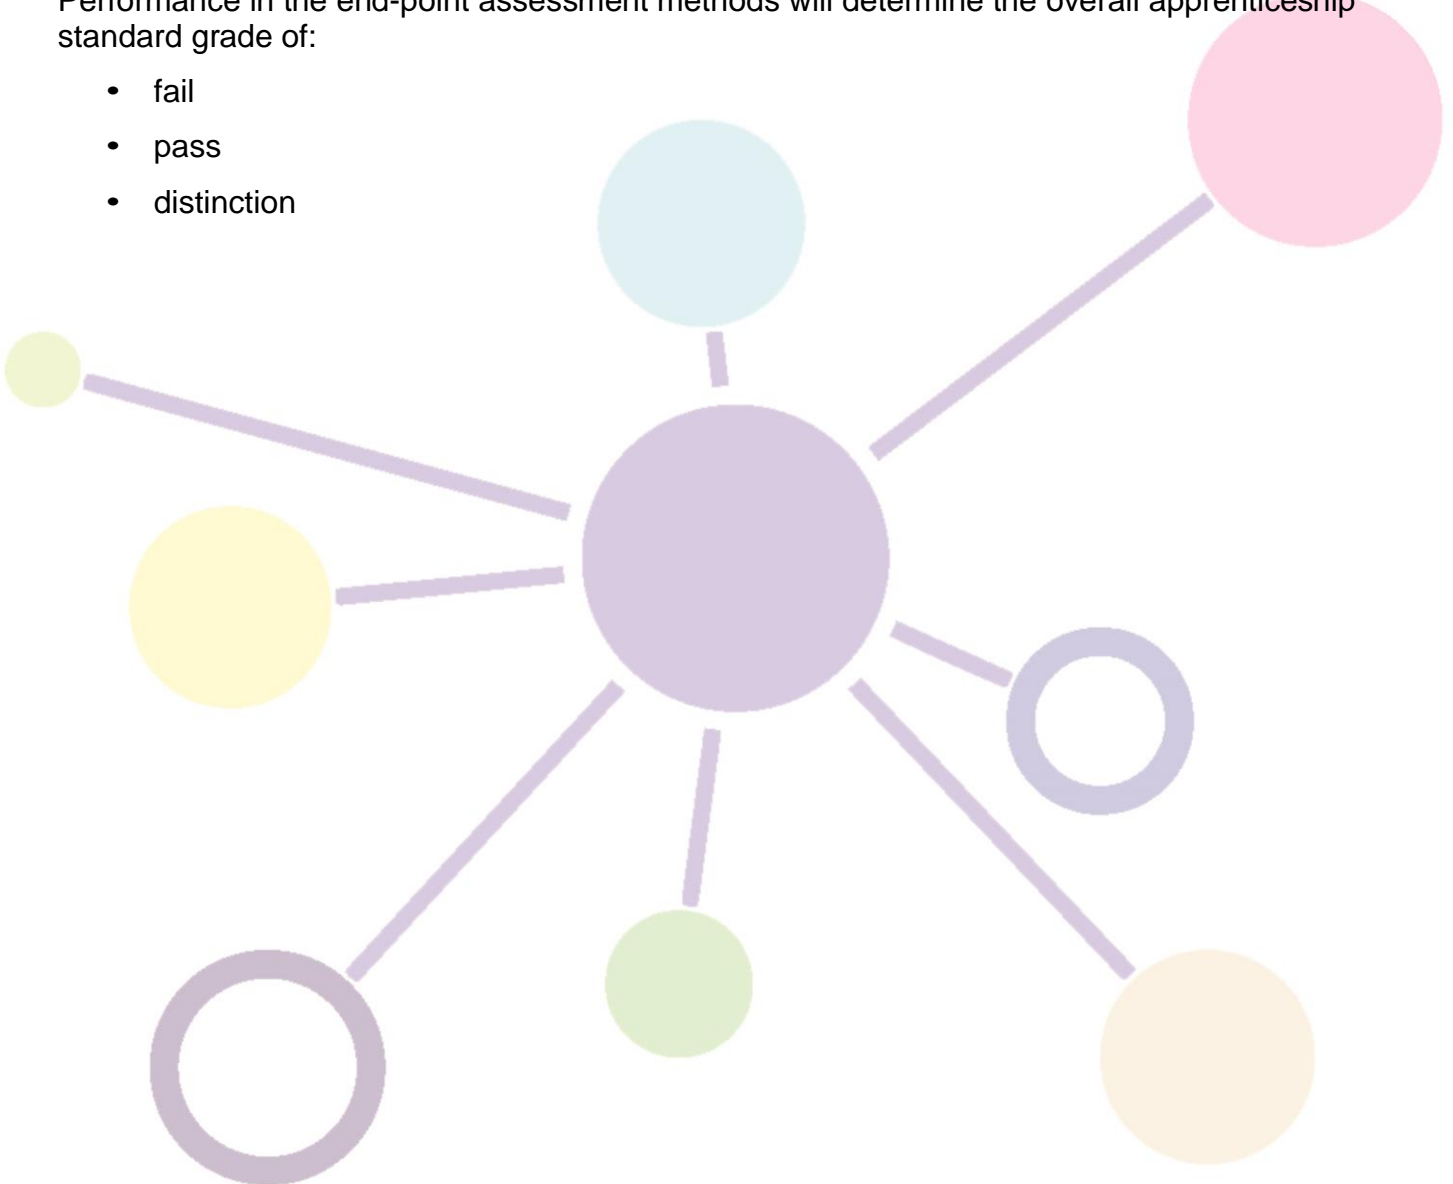 Performance in the end-point assessment methods will determine the overall apprenticeship
standard grade of:
• fail
• pass
• distinction